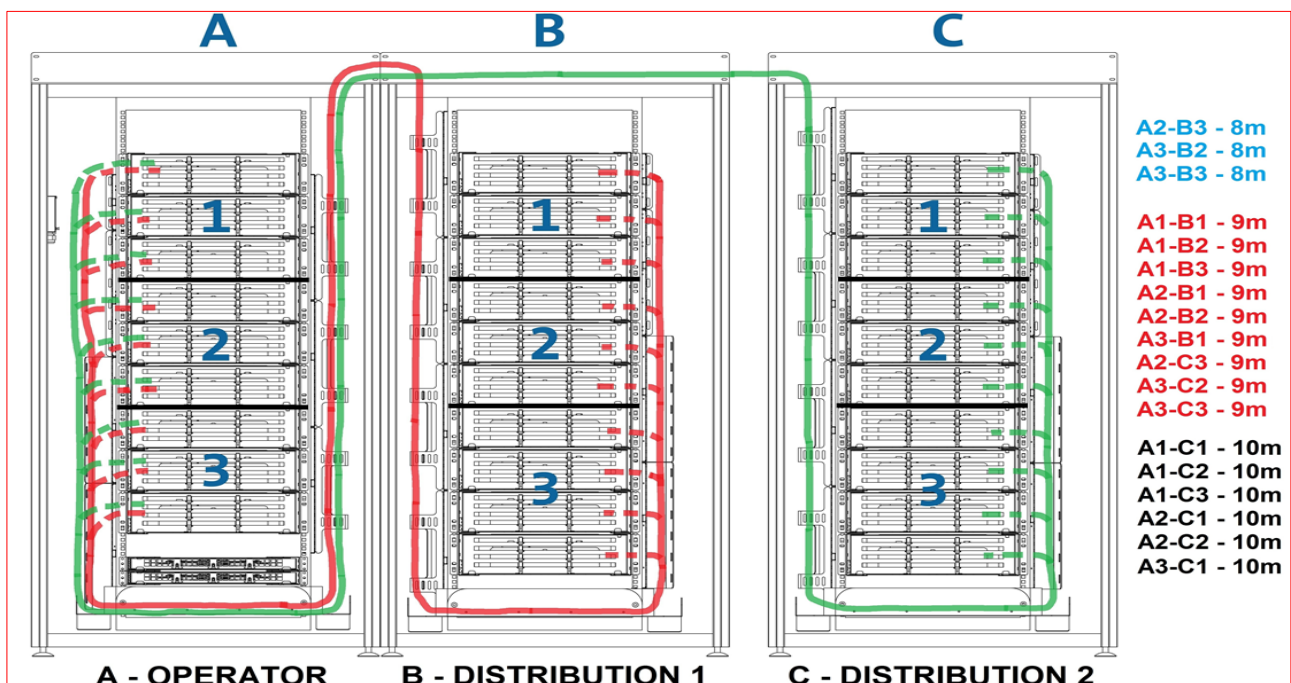 A
B
C
1
2
3
1
2
3
1
2
3
A2-B3 - 8m
A3-B2 - 8m
A3-B3 - 8m
A1-B1 - 9m
A1-B2 - 9m
A1-B3 - 9m
A2-B1 - 9m
A2-B2 - 9m
A3-B1 - 9m
A2-C3 - 9m
A3-C2 - 9m
A3-C3 - 9m
A1-C1 - 10m
A1-C2 - 10m
A1-C3 - 10m
A2-C1 - 10m
A2-C2 - 10m
A3-C1 - 10m
A - OPERATOR
B - DISTRIBUTION 1
C - DISTRIBUTION 2